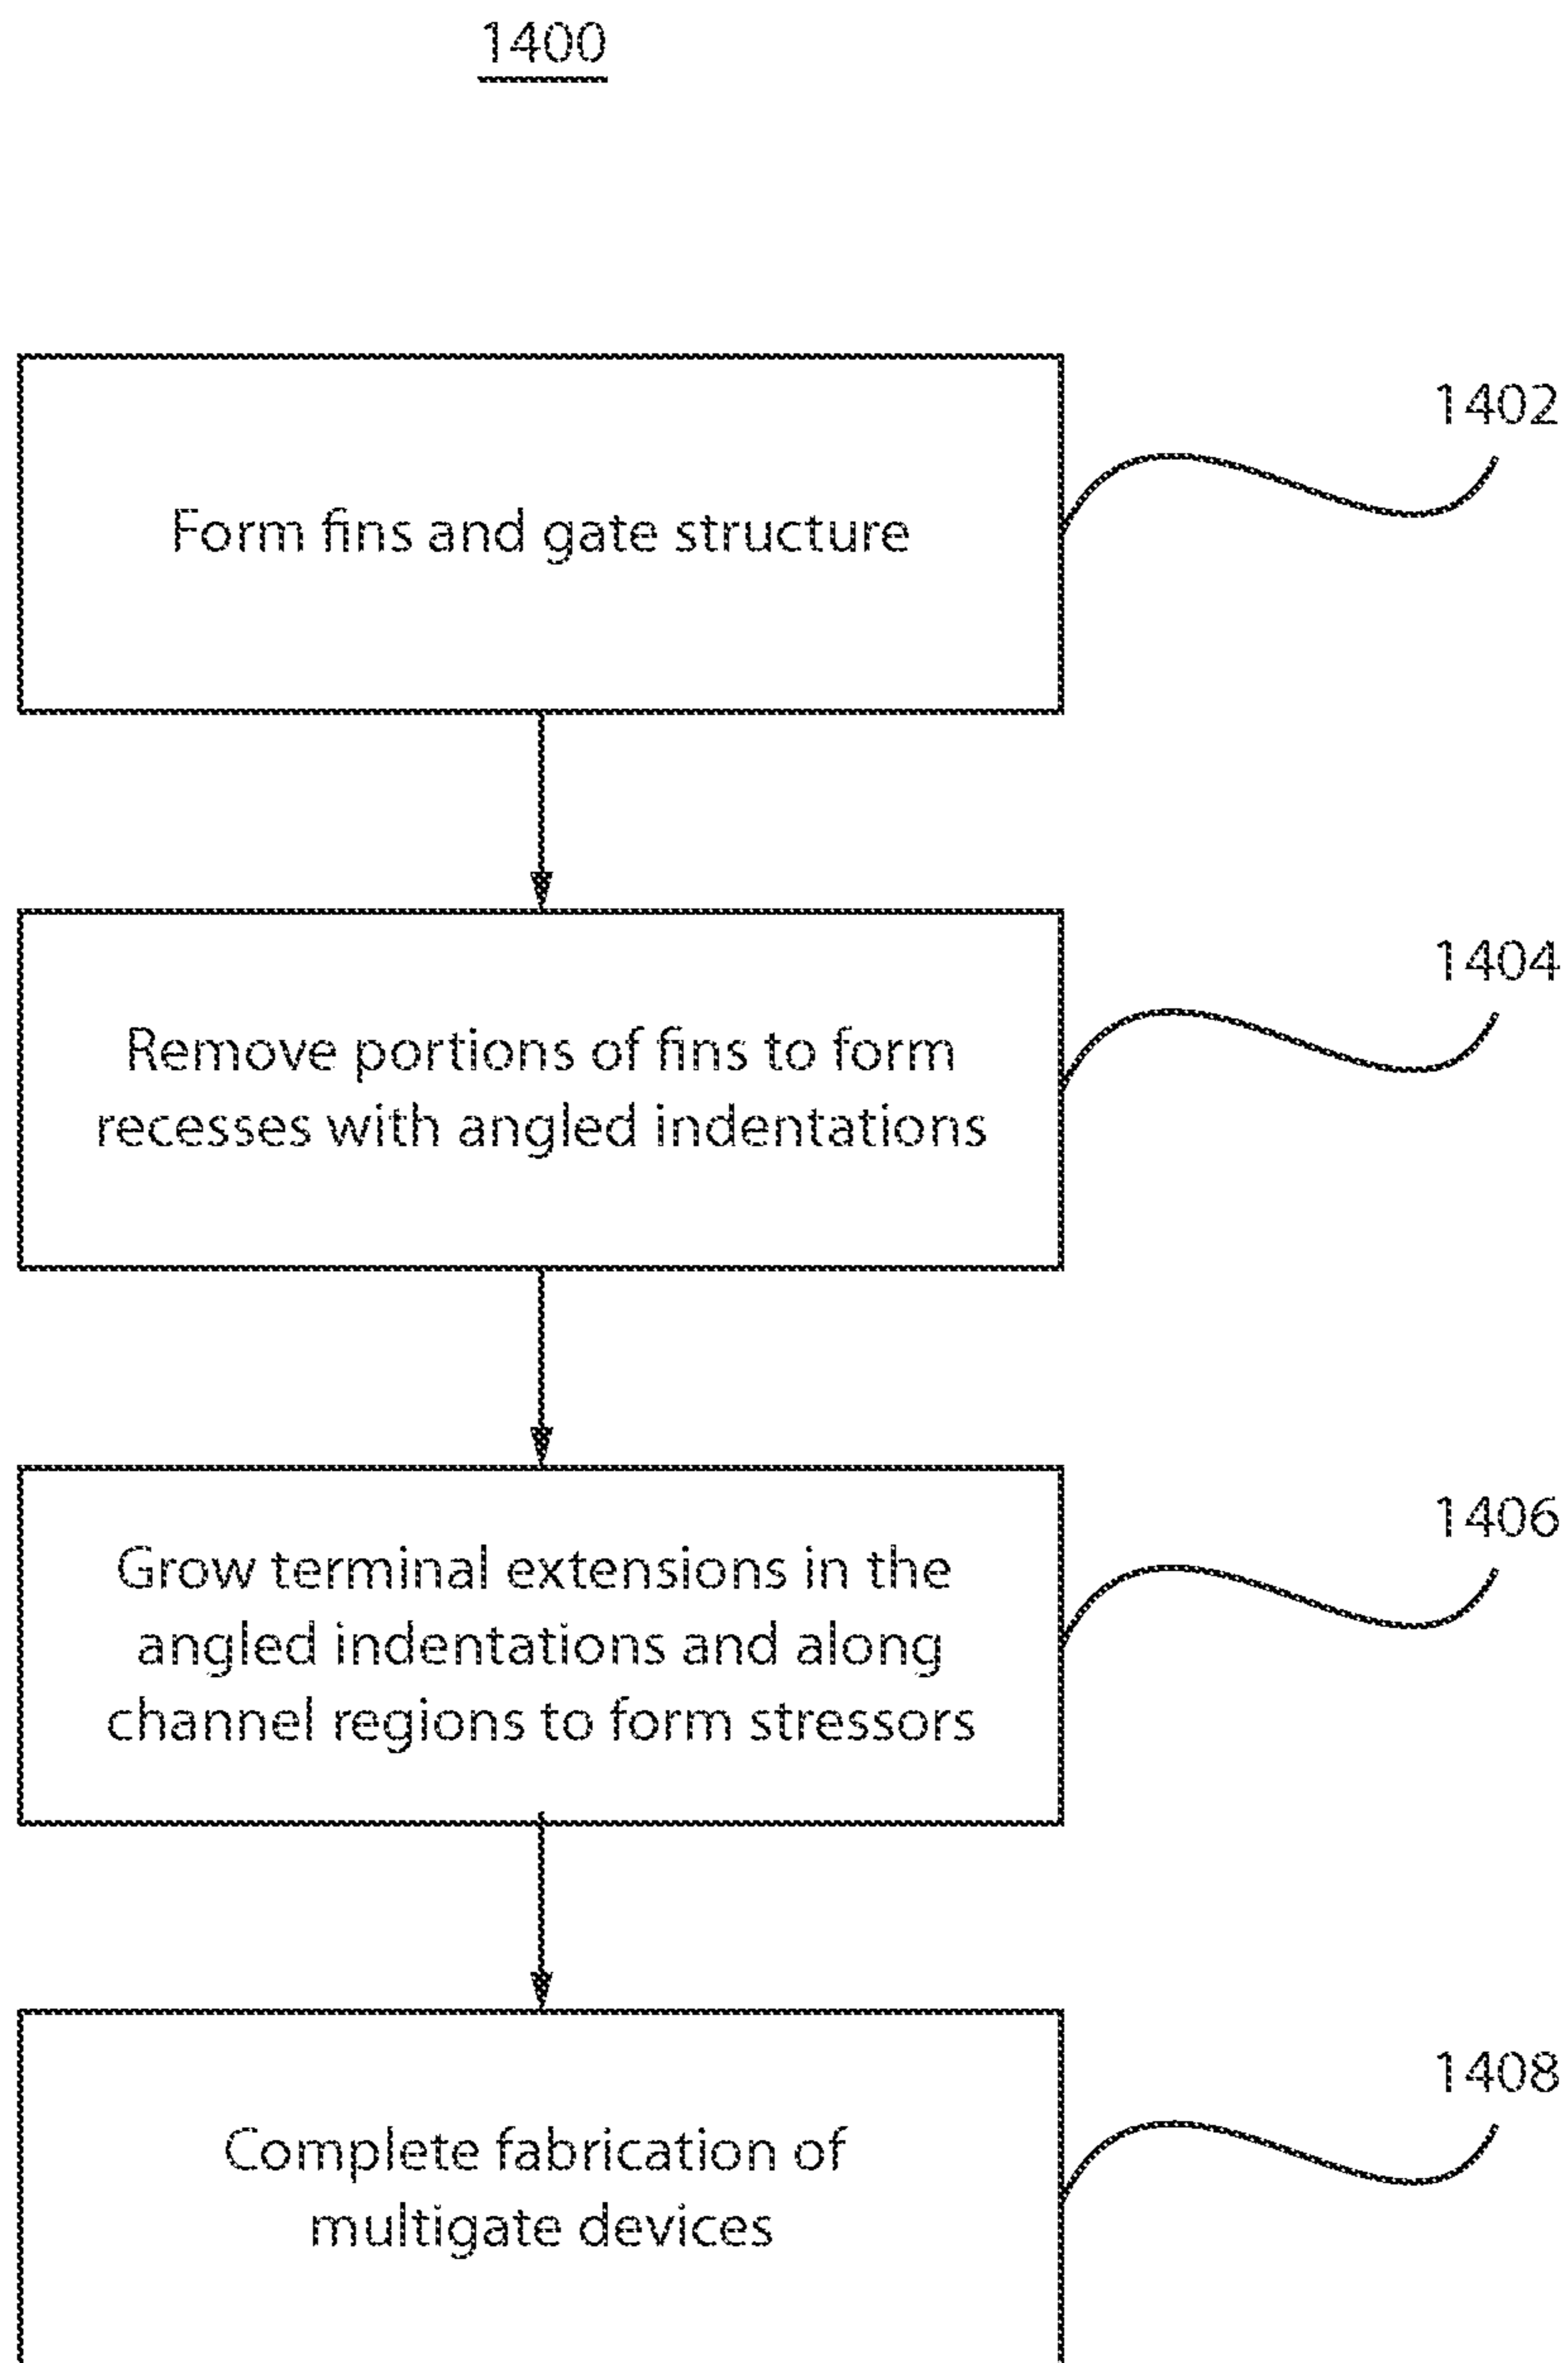 1400
1402
Form fins and gate structure
1404
Remove portions of fins to form
recesses with angled indentations
1406
Grow terminal extensions in the
angled indentations and along
channel regions to form stressors
1408
Complete fabrication of
multigate devices